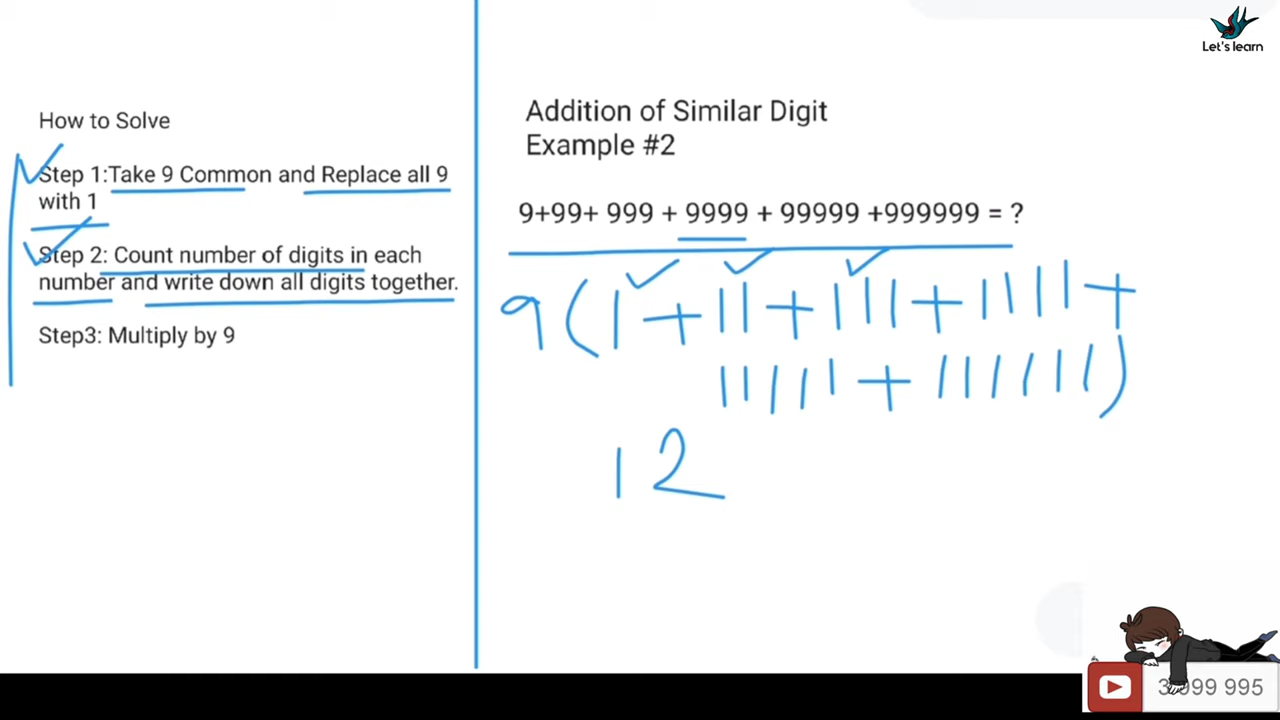 Let's learn
How to Solve
Step 1:Take 9 Common and Replace all 9
with 1
Step 2: Count number of digits in each
number and write down all digits together.
Step3: Multiply by 9
Addition of Similar Digit
Example #2
9+99+ 999 + 9999 + 99999 +999999 = ?
9(1+11+111+1111+
11111+111111)
12
999 995